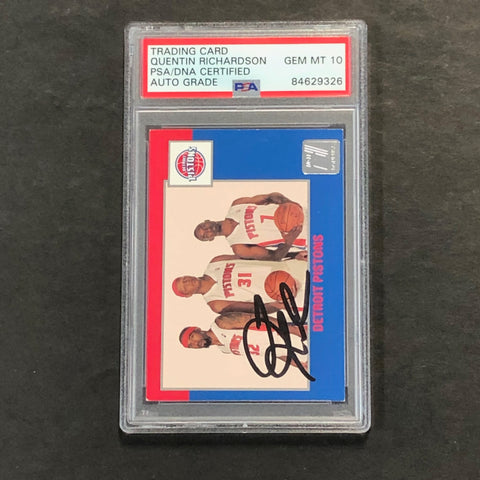 TRADING CARD
QUENTIN RICHARDSON
PSA/DNA CERTIFIED
AUTO GRADE
GEM MT 10
PSA
84629326
PISTONS
PISTONS
7
PISTONS
31
DETROIT PISTONS